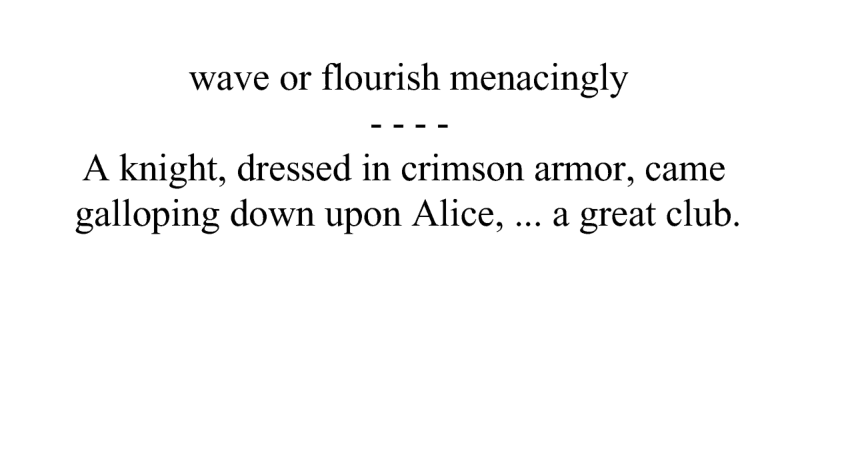 wave or flourish menacingly
- - - -
A knight, dressed in crimson armor, came
galloping down upon Alice, ... a great club.